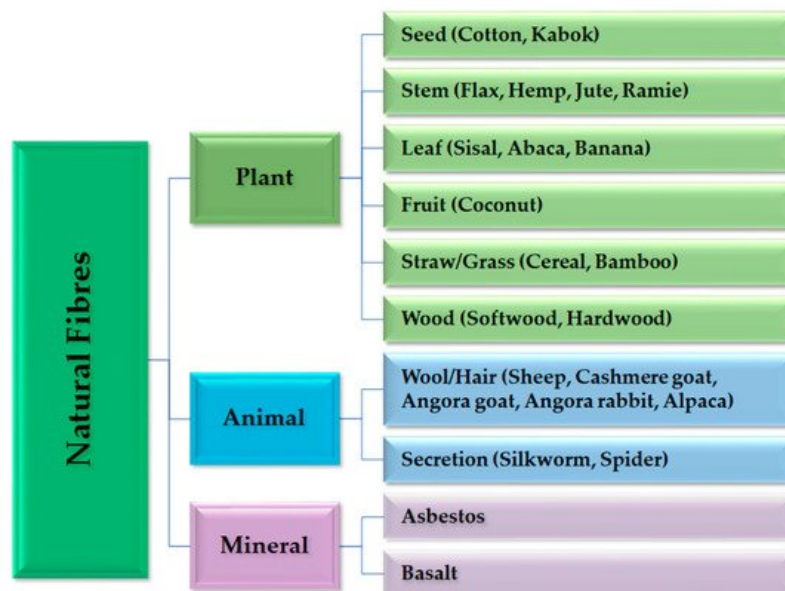 Natural Fibres
Plant
Seed (Cotton, Kabok)
Stem (Flax, Hemp, Jute, Ramie)
Leaf (Sisal, Abaca, Banana)
Fruit (Coconut)
Straw/Grass (Cereal, Bamboo)
Wood (Softwood, Hardwood)
Animal
Wool/Hair (Sheep, Cashmere goat,
Angora goat, Angora rabbit, Alpaca)
Secretion (Silkworm, Spider)
Mineral
Asbestos
Basalt